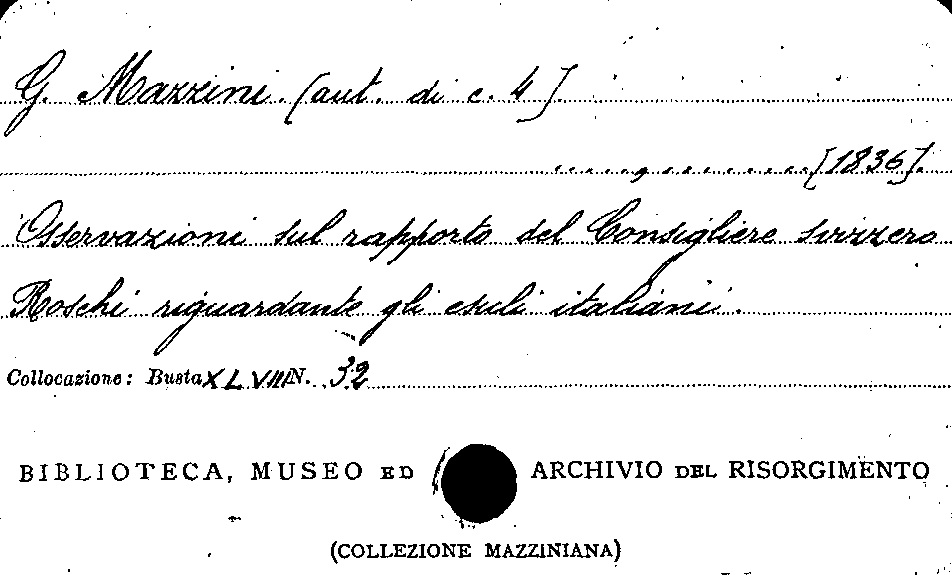 G. Mazzini. (aut. di c. 4]
[1836].
Osservazioni sul rapporto del Consigliere svizzero
Roschi riguardante gli esuli italiani.
Collocazione: Busta XLVIII N. 32
BIBLIOTECA, MUSEO ED ARCHIVIO DEL RISORGIMENTO
(COLLEZIONE MAZZINIANA)